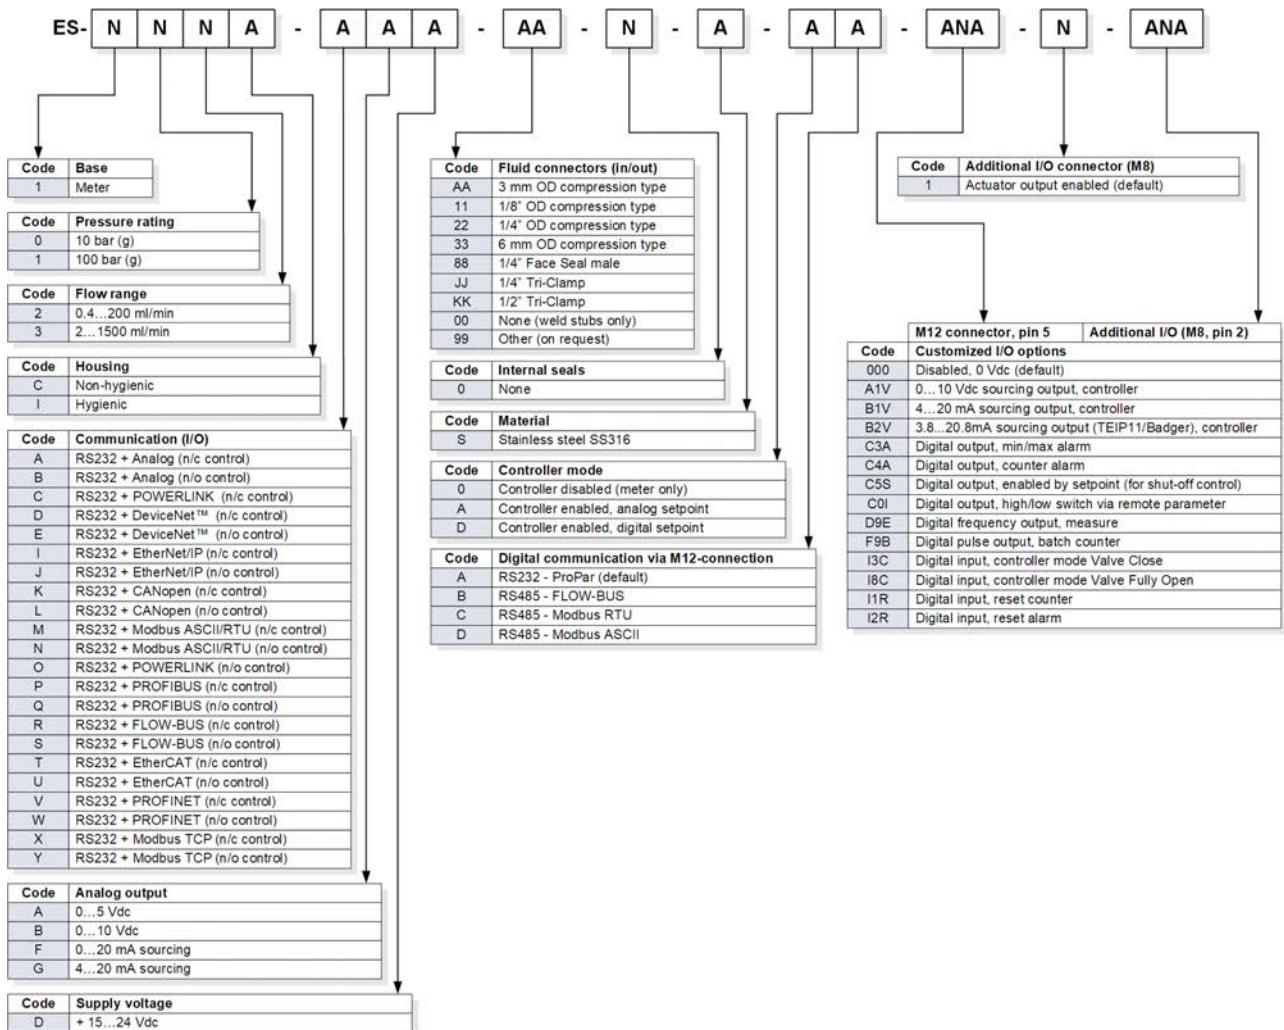 ES- N N N A - A A A - AA - N - A - A A - ANA - N - ANA
Code Base
1 Meter
Code Pressure rating
0 10 bar (g)
1 100 bar (g)
Code Flow range
2 0.4...200 ml/min
3 2...1500 ml/min
Code Housing
C Non-hygienic
I Hygienic
Code Communication (I/O)
A RS232 + Analog (n/c control)
B RS232 + Analog (n/o control)
C RS232 + POWERLINK (n/c control)
D RS232 + DeviceNet™ (n/c control)
E RS232 + DeviceNet™ (n/o control)
I RS232 + EtherNet/IP (n/c control)
J RS232 + EtherNet/IP (n/o control)
K RS232 + CANopen (n/c control)
L RS232 + CANopen (n/o control)
M RS232 + Modbus ASCII/RTU (n/c control)
N RS232 + Modbus ASCII/RTU (n/o control)
O RS232 + POWERLINK (n/o control)
P RS232 + PROFIBUS (n/c control)
Q RS232 + PROFIBUS (n/o control)
R RS232 + FLOW-BUS (n/c control)
S RS232 + FLOW-BUS (n/o control)
T RS232 + EtherCAT (n/c control)
U RS232 + EtherCAT (n/o control)
V RS232 + PROFINET (n/c control)
W RS232 + PROFINET (n/o control)
X RS232 + Modbus TCP (n/c control)
Y RS232 + Modbus TCP (n/o control)
Code Analog output
A 0...5 Vdc
B 0...10 Vdc
F 0...20 mA sourcing
G 4...20 mA sourcing
Code Supply voltage
D + 15...24 Vdc
Code Fluid connectors (in/out)
AA 3 mm OD compression type
11 1/8" OD compression type
22 1/4" OD compression type
33 6 mm OD compression type
88 1/4" Face Seal male
JJ 1/4" Tri-Clamp
KK 1/2" Tri-Clamp
00 None (weld stubs only)
99 Other (on request)
Code Internal seals
0 None
Code Material
S Stainless steel SS316
Code Controller mode
0 Controller disabled (meter only)
A Controller enabled, analog setpoint
D Controller enabled, digital setpoint
Code Digital communication via M12-connection
A RS232 - ProPar (default)
B RS485 - FLOW-BUS
C RS485 - Modbus RTU
D RS485 - Modbus ASCII
Code Additional I/O connector (M8)
1 Actuator output enabled (default)
M12 connector, pin 5 Additional I/O (M8, pin 2)
Code Customized I/O options
000 Disabled, 0 Vdc (default)
A1V 0...10 Vdc sourcing output, controller
B1V 4...20 mA sourcing output, controller
B2V 3.8...20.8mA sourcing output (TEIP11/Badger), controller
C3A Digital output, min/max alarm
C4A Digital output, counter alarm
C5S Digital output, enabled by setpoint (for shut-off control)
C0I Digital output, high/low switch via remote parameter
D9E Digital frequency output, measure
F9B Digital pulse output, batch counter
I3C Digital input, controller mode Valve Close
I8C Digital input, controller mode Valve Fully Open
I1R Digital input, reset counter
I2R Digital input, reset alarm